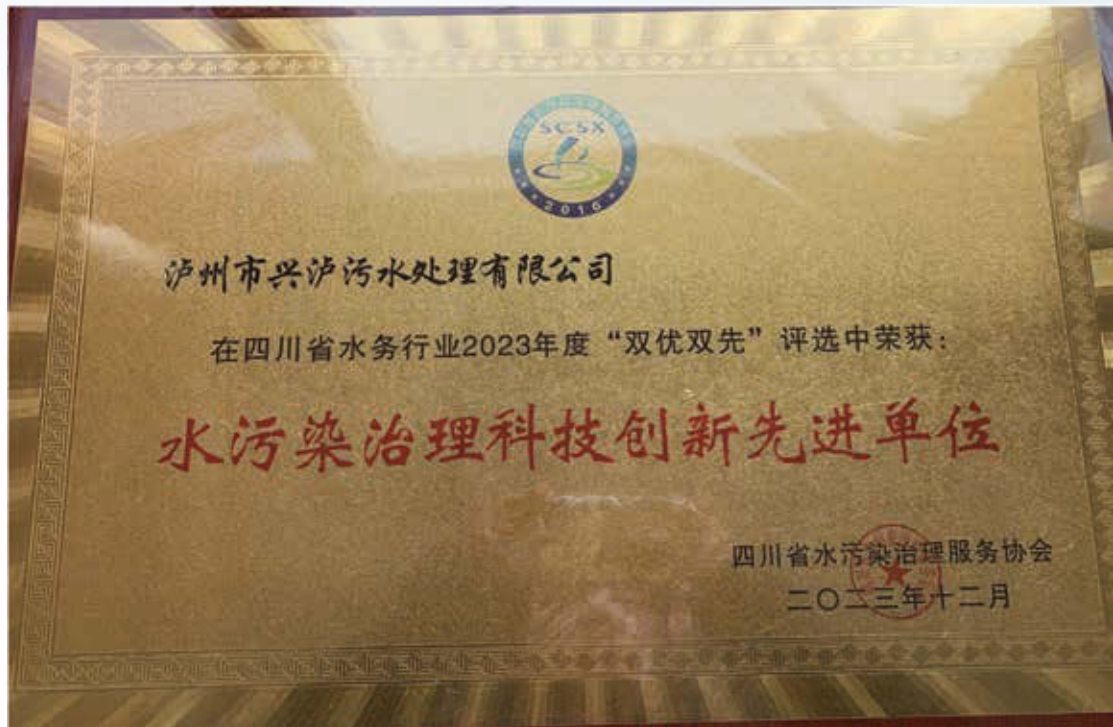 SCSX
2016
泸州市兴泸污水处理有限公司
在四川省水务行业2023年度“双优双先”评选中荣获：
水污染治理科技创新先进单位
四川省水污染治理服务协会
二〇二三年十二月